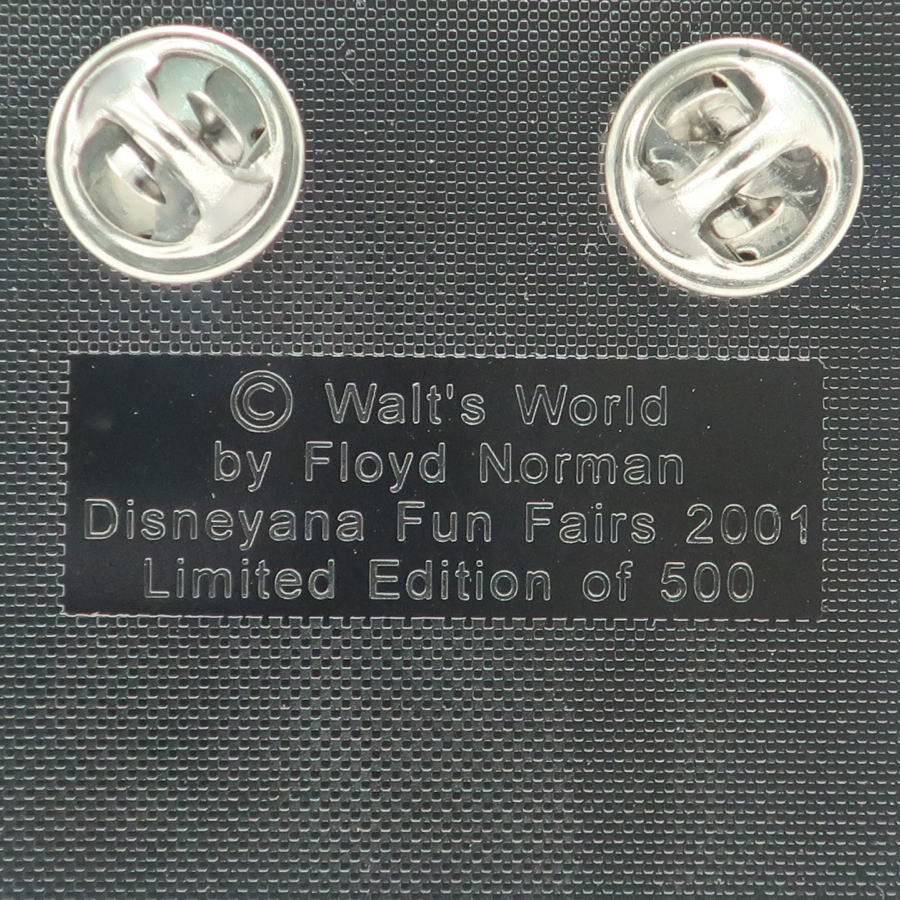 © Walt's World
by Floyd Norman
Disneyana Fun Fairs 2001
Limited Edition of 500